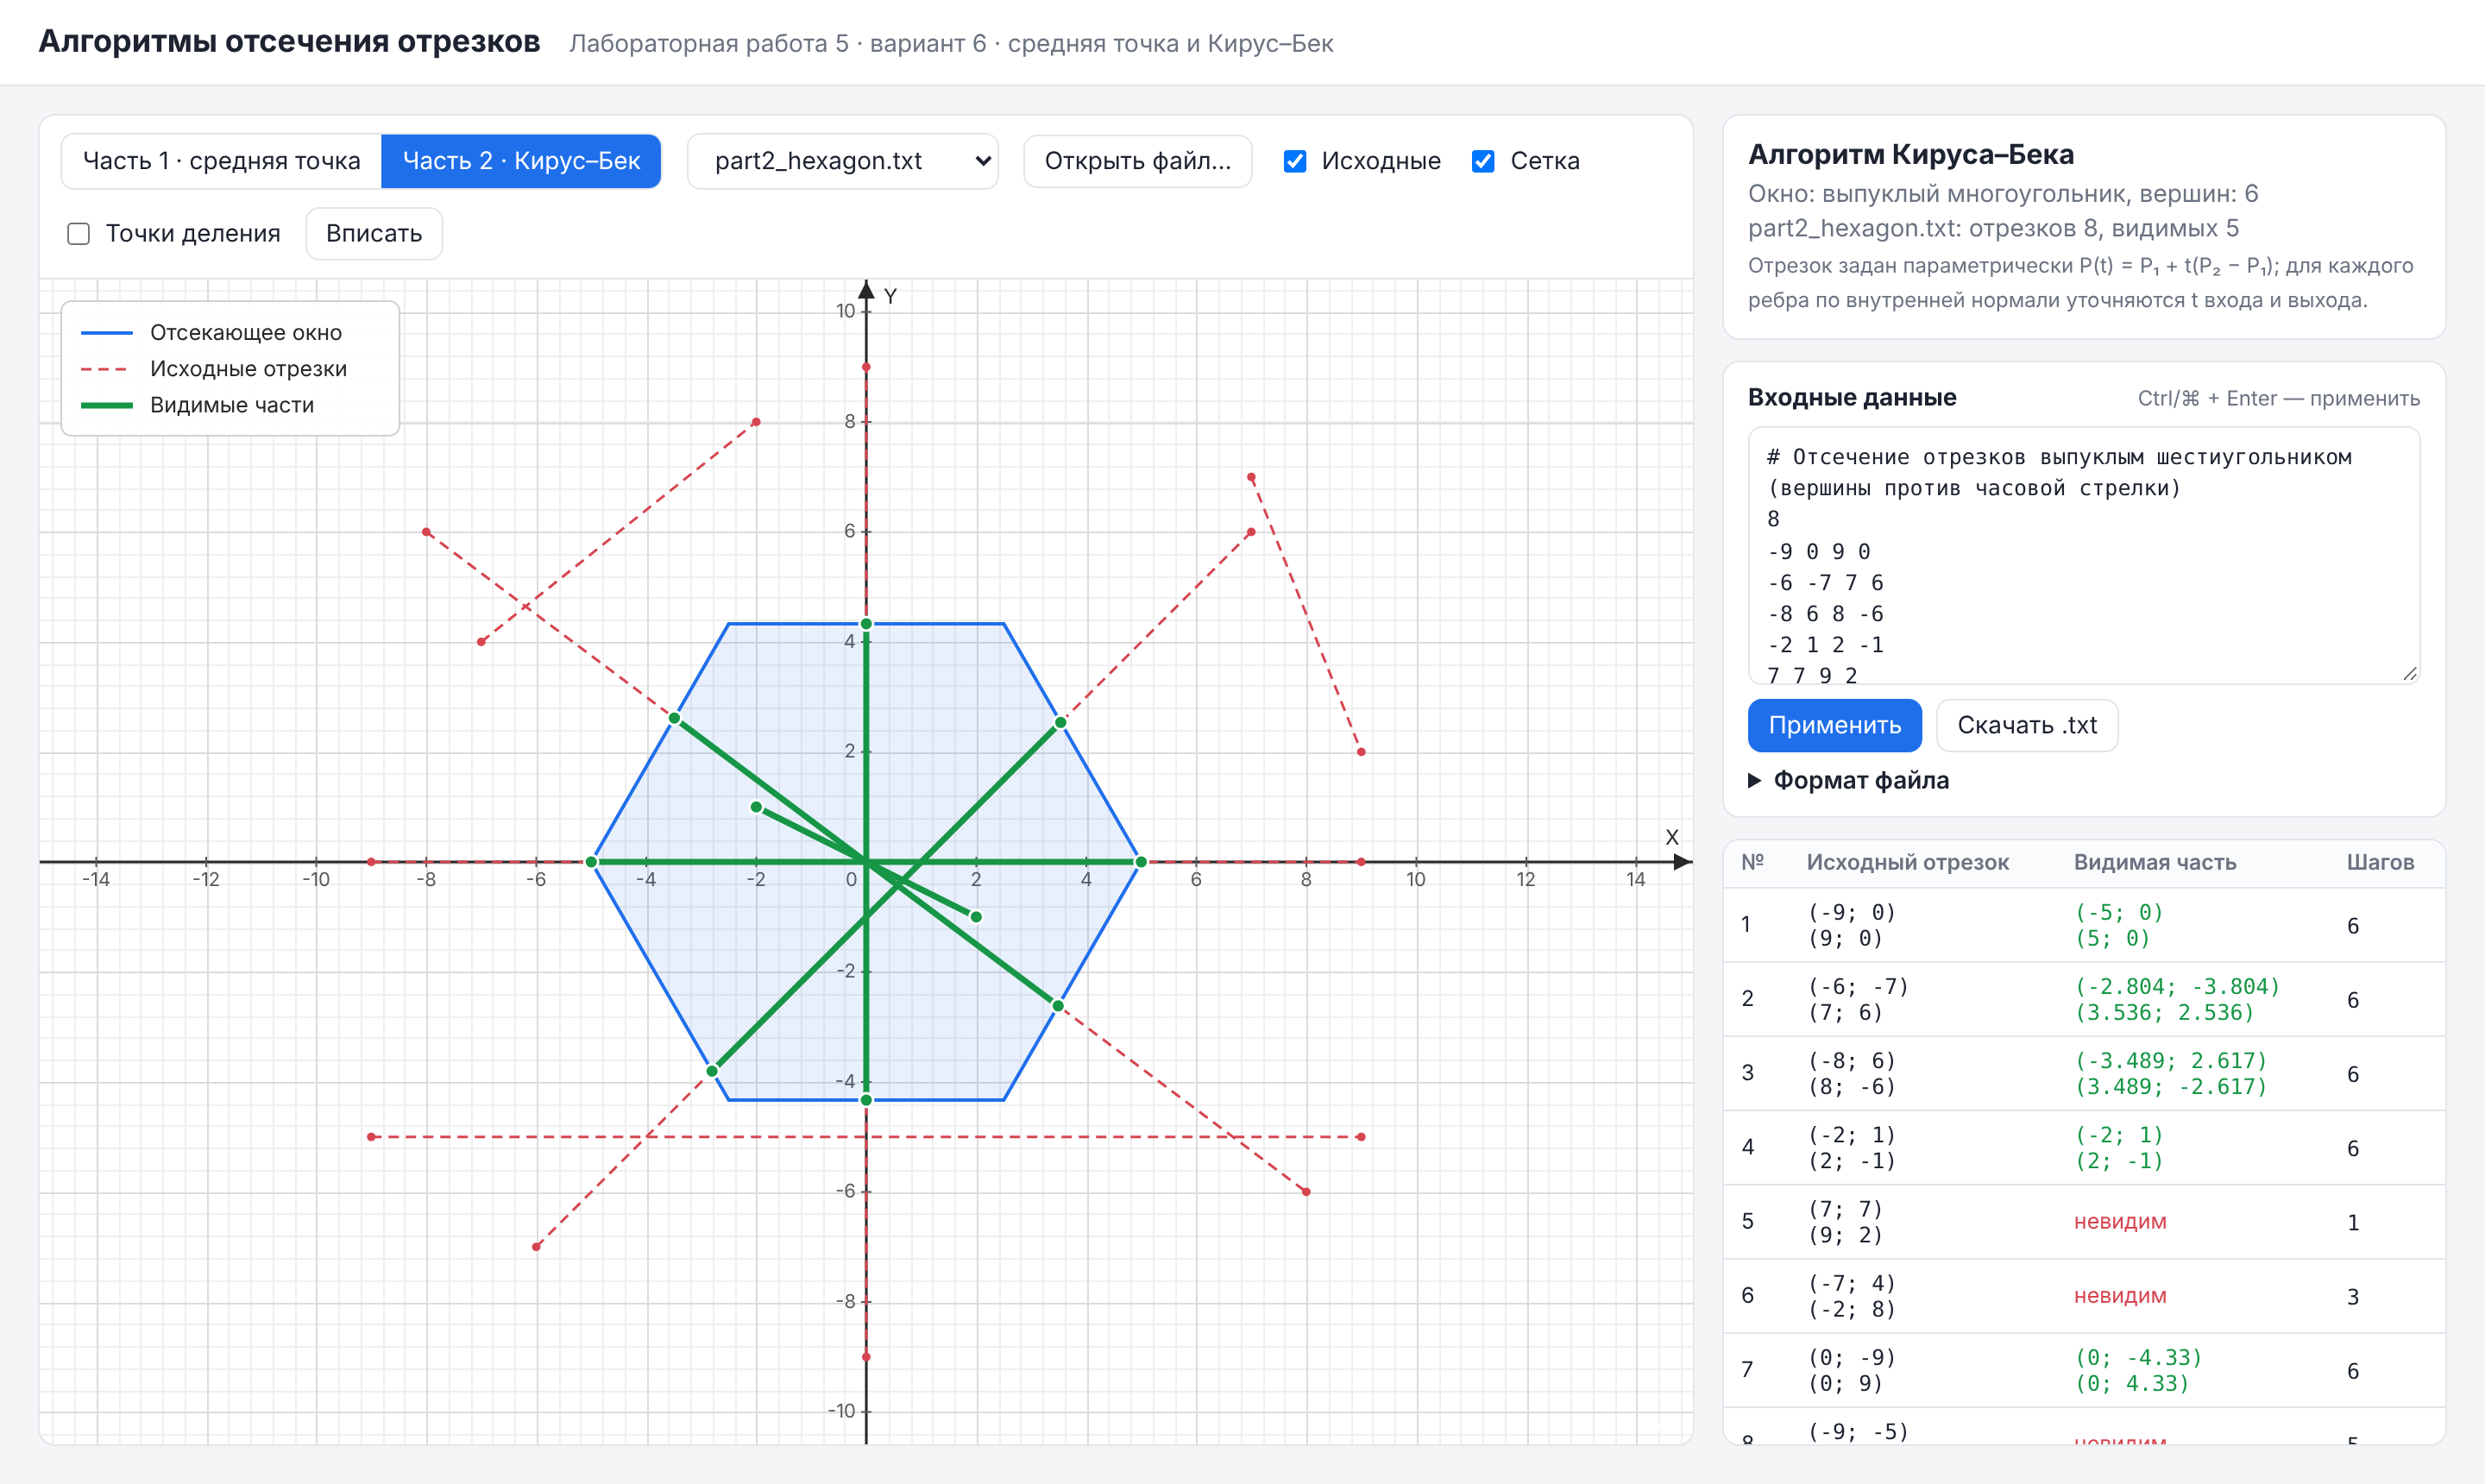 Алгоритмы отсечения отрезков
Лабораторная работа 5 · вариант 6 · средняя точка и Кирус–Бек
Часть 1 · средняя точка
Часть 2 · Кирус–Бек
part2_hexagon.txt
Открыть файл...
Исходные
Сетка
Точки деления
Вписать
Отсекающее окно
Исходные отрезки
Видимые части
Y
10
8
6
4
2
X
-14 -12 -10 -8 -6 -4 -2 0 2 4 6 8 10 12 14
-2
-4
-6
-8
-10
Алгоритм Кируса–Бека
Окно: выпуклый многоугольник, вершин: 6
part2_hexagon.txt: отрезков 8, видимых 5
Отрезок задан параметрически P(t) = P₁ + t(P₂ − P₁); для каждого
ребра по внутренней нормали уточняются t входа и выхода.
Входные данные
Ctrl/⌘ + Enter — применить
# Отсечение отрезков выпуклым шестиугольником
(вершины против часовой стрелки)
8
-9 0 9 0
-6 -7 7 6
-8 6 8 -6
-2 1 2 -1
7 7 9 2
Применить
Скачать .txt
Формат файла
№ Исходный отрезок Видимая часть Шагов
1 (-9; 0) (-5; 0) 6
(9; 0) (5; 0)
2 (-6; -7) (-2.804; -3.804) 6
(7; 6) (3.536; 2.536)
3 (-8; 6) (-3.489; 2.617) 6
(8; -6) (3.489; -2.617)
4 (-2; 1) (-2; 1) 6
(2; -1) (2; -1)
5 (7; 7) невидим 1
(9; 2)
6 (-7; 4) невидим 3
(-2; 8)
7 (0; -9) (0; -4.33) 6
(0; 9) (0; 4.33)
8 (-9; -5) невидим 5